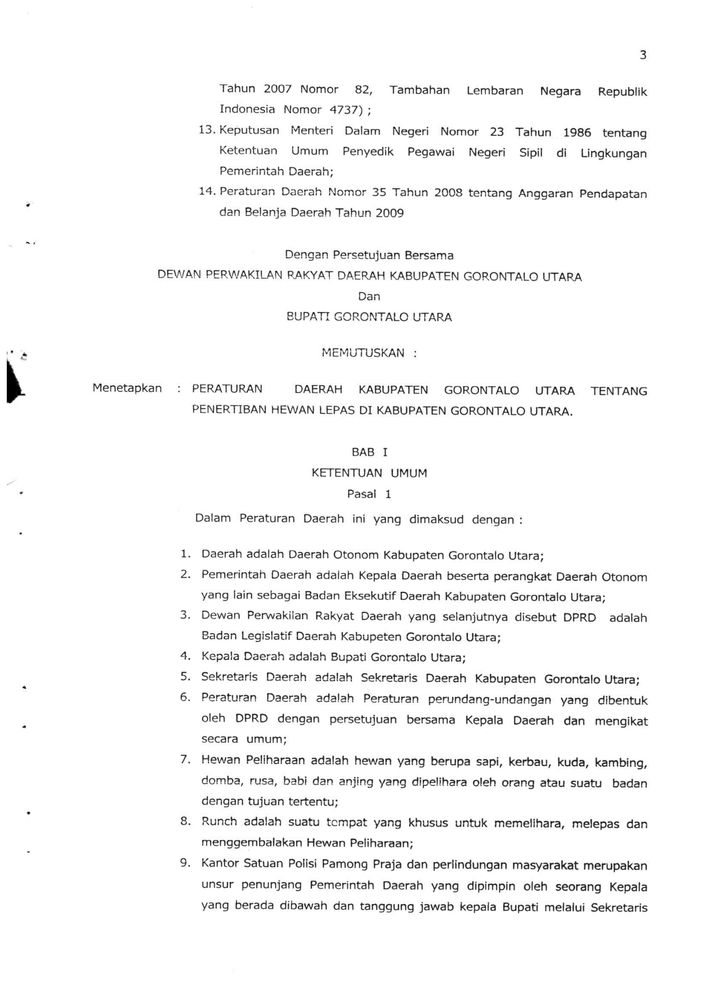 3
Tahun 2007 Nomor 82, Tambahan Lembaran Negara Republik
Indonesia Nomor 4737) ;
13. Keputusan Menteri Dalam Negeri Nomor 23 Tahun 1986 tentang
Ketentuan Umum Penyedik Pegawai Negeri Sipil di Lingkungan
Pemerintah Daerah;
14. Peraturan Daerah Nomor 35 Tahun 2008 tentang Anggaran Pendapatan
dan Belanja Daerah Tahun 2009
Dengan Persetujuan Bersama
DEWAN PERWAKILAN RAKYAT DAERAH KABUPATEN GORONTALO UTARA
Dan
BUPATI GORONTALO UTARA
MEMUTUSKAN :
Menetapkan : PERATURAN DAERAH KABUPATEN GORONTALO UTARA TENTANG
PENERTIBAN HEWAN LEPAS DI KABUPATEN GORONTALO UTARA.
BAB I
KETENTUAN UMUM
Pasal 1
Dalam Peraturan Daerah ini yang dimaksud dengan :
1. Daerah adalah Daerah Otonom Kabupaten Gorontalo Utara;
2. Pemerintah Daerah adalah Kepala Daerah beserta perangkat Daerah Otonom
yang lain sebagai Badan Eksekutif Daerah Kabupaten Gorontalo Utara;
3. Dewan Perwakilan Rakyat Daerah yang selanjutnya disebut DPRD adalah
Badan Legislatif Daerah Kabupeten Gorontalo Utara;
4. Kepala Daerah adalah Bupati Gorontalo Utara;
5. Sekretaris Daerah adalah Sekretaris Daerah Kabupaten Gorontalo Utara;
6. Peraturan Daerah adalah Peraturan perundang-undangan yang dibentuk
oleh DPRD dengan persetujuan bersama Kepala Daerah dan mengikat
secara umum;
7. Hewan Peliharaan adalah hewan yang berupa sapi, kerbau, kuda, kambing,
domba, rusa, babi dan anjing yang dipelihara oleh orang atau suatu badan
dengan tujuan tertentu;
8. Runch adalah suatu tempat yang khusus untuk memelihara, melepas dan
menggembalakan Hewan Peliharaan;
9. Kantor Satuan Polisi Pamong Praja dan perlindungan masyarakat merupakan
unsur penunjang Pemerintah Daerah yang dipimpin oleh seorang Kepala
yang berada dibawah dan tanggung jawab kepala Bupati melalui Sekretaris